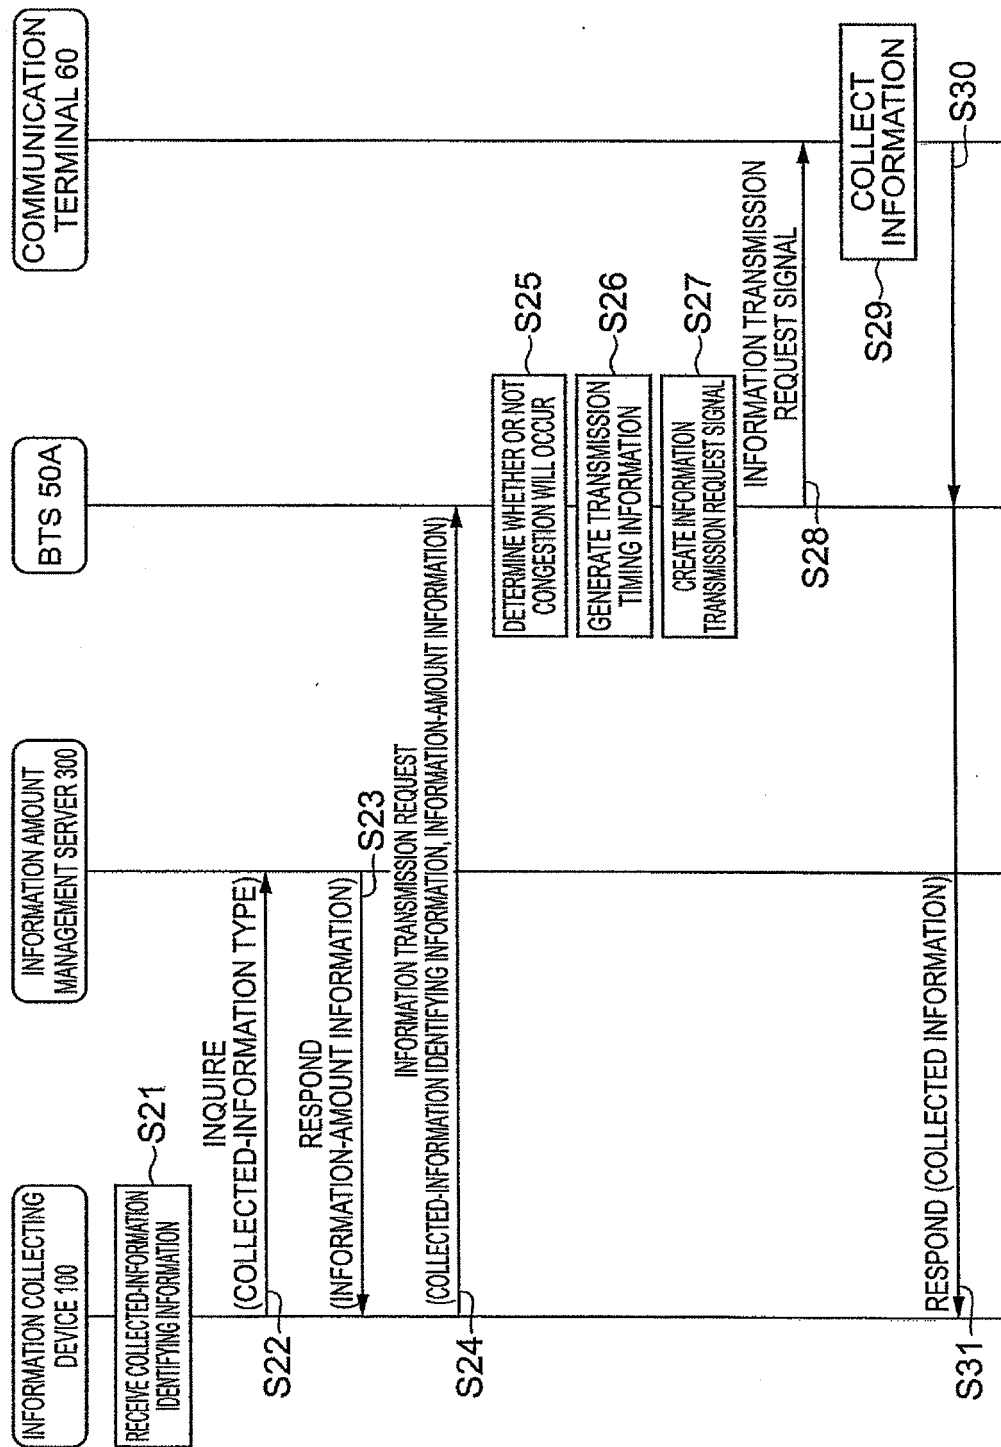 INFORMATION COLLECTING
DEVICE 100
INFORMATION AMOUNT
MANAGEMENT SERVER 300
BTS 50A
COMMUNICATION
TERMINAL 60
RECEIVE COLLECTED-INFORMATION
IDENTIFYING INFORMATION
S21
INQUIRE
(COLLECTED-INFORMATION TYPE)
S22
RESPOND
(INFORMATION-AMOUNT INFORMATION)
S23
INFORMATION TRANSMISSION REQUEST
(COLLECTED-INFORMATION IDENTIFYING INFORMATION, INFORMATION-AMOUNT INFORMATION)
S24
DETERMINE WHETHER OR NOT
CONGESTION WILL OCCUR
S25
GENERATE TRANSMISSION
TIMING INFORMATION
S26
CREATE INFORMATION
TRANSMISSION REQUEST SIGNAL
S27
INFORMATION TRANSMISSION
REQUEST SIGNAL
S28
COLLECT
INFORMATION
S29
S30
RESPOND (COLLECTED INFORMATION)
S31